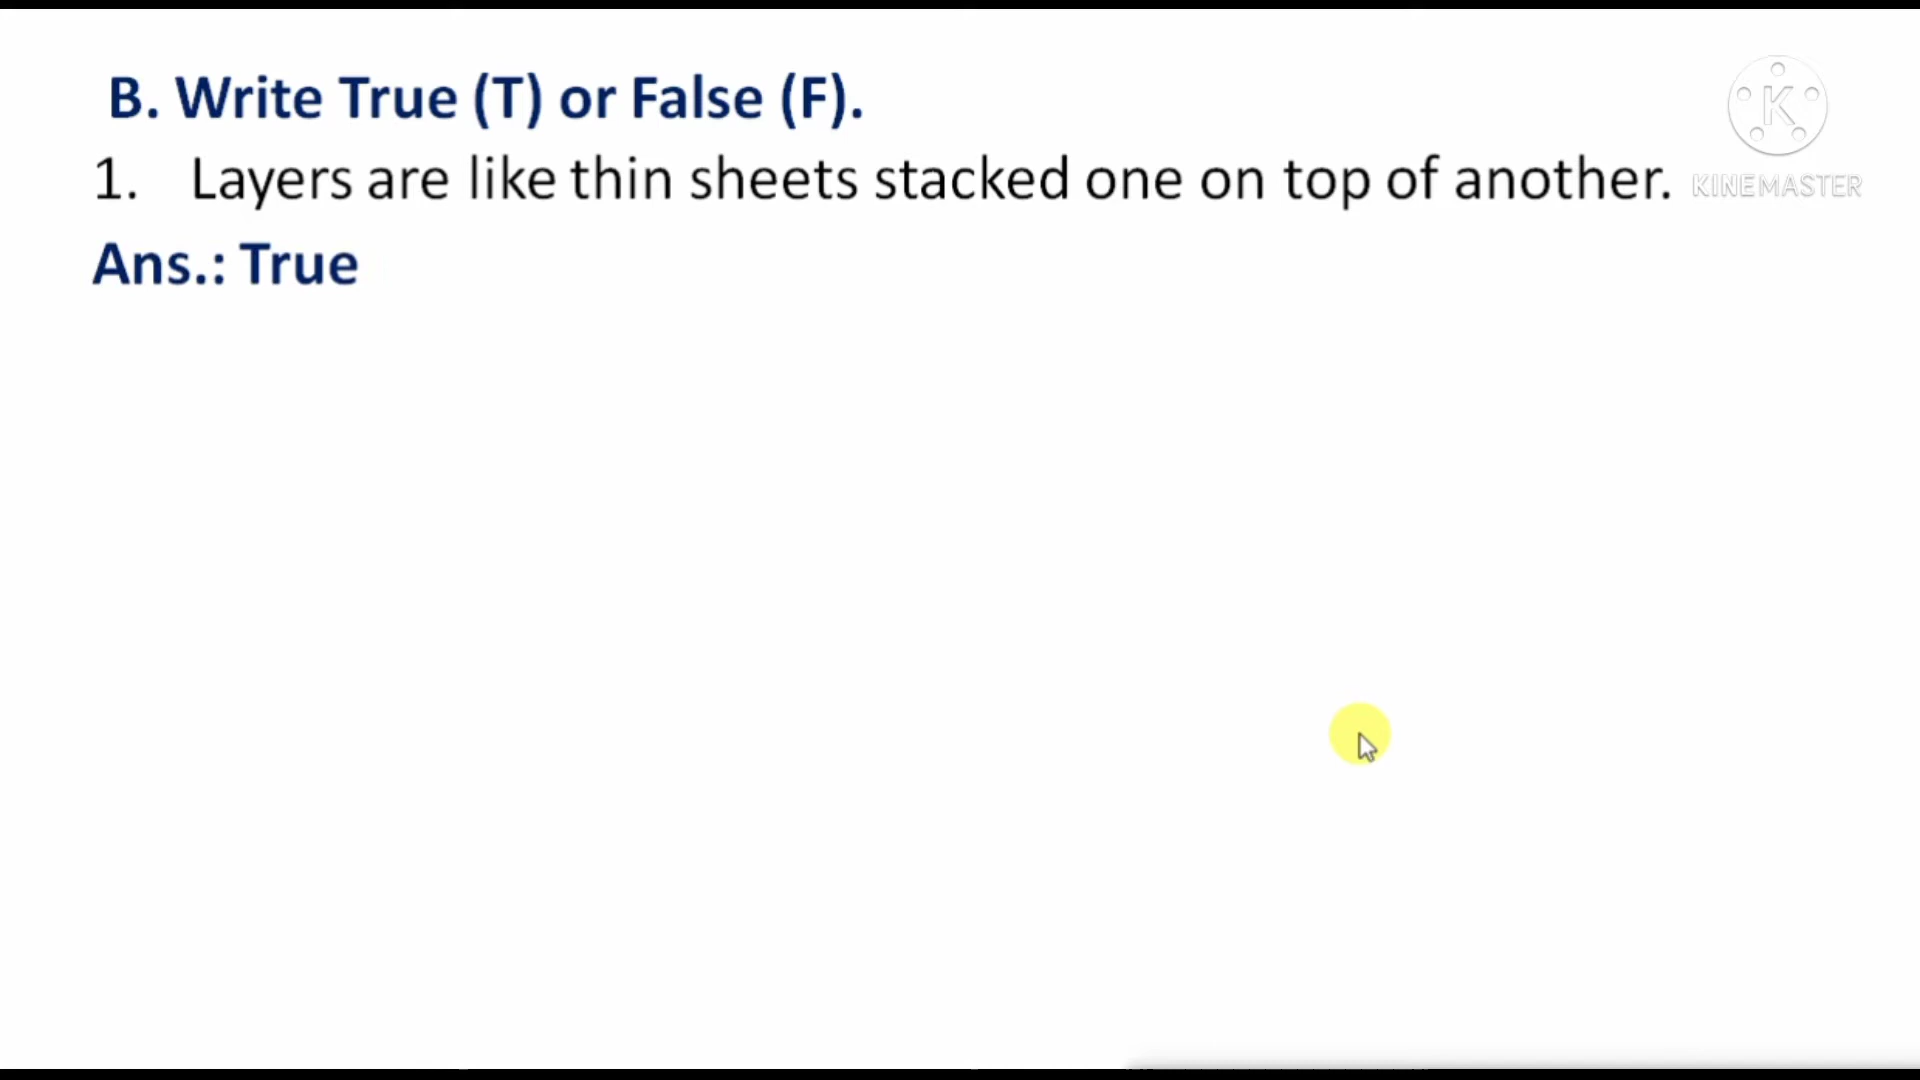 B. Write True (T) or False (F).
1. Layers are like thin sheets stacked one on top of another.
Ans.: True
K
KINEMASTER